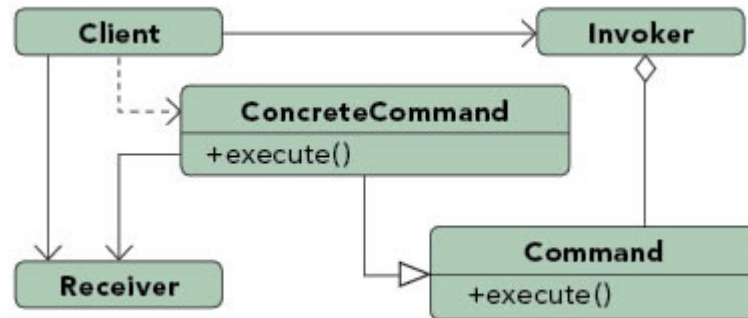 Client
Invoker
ConcreteCommand
+execute()
Command
Receiver
+execute()